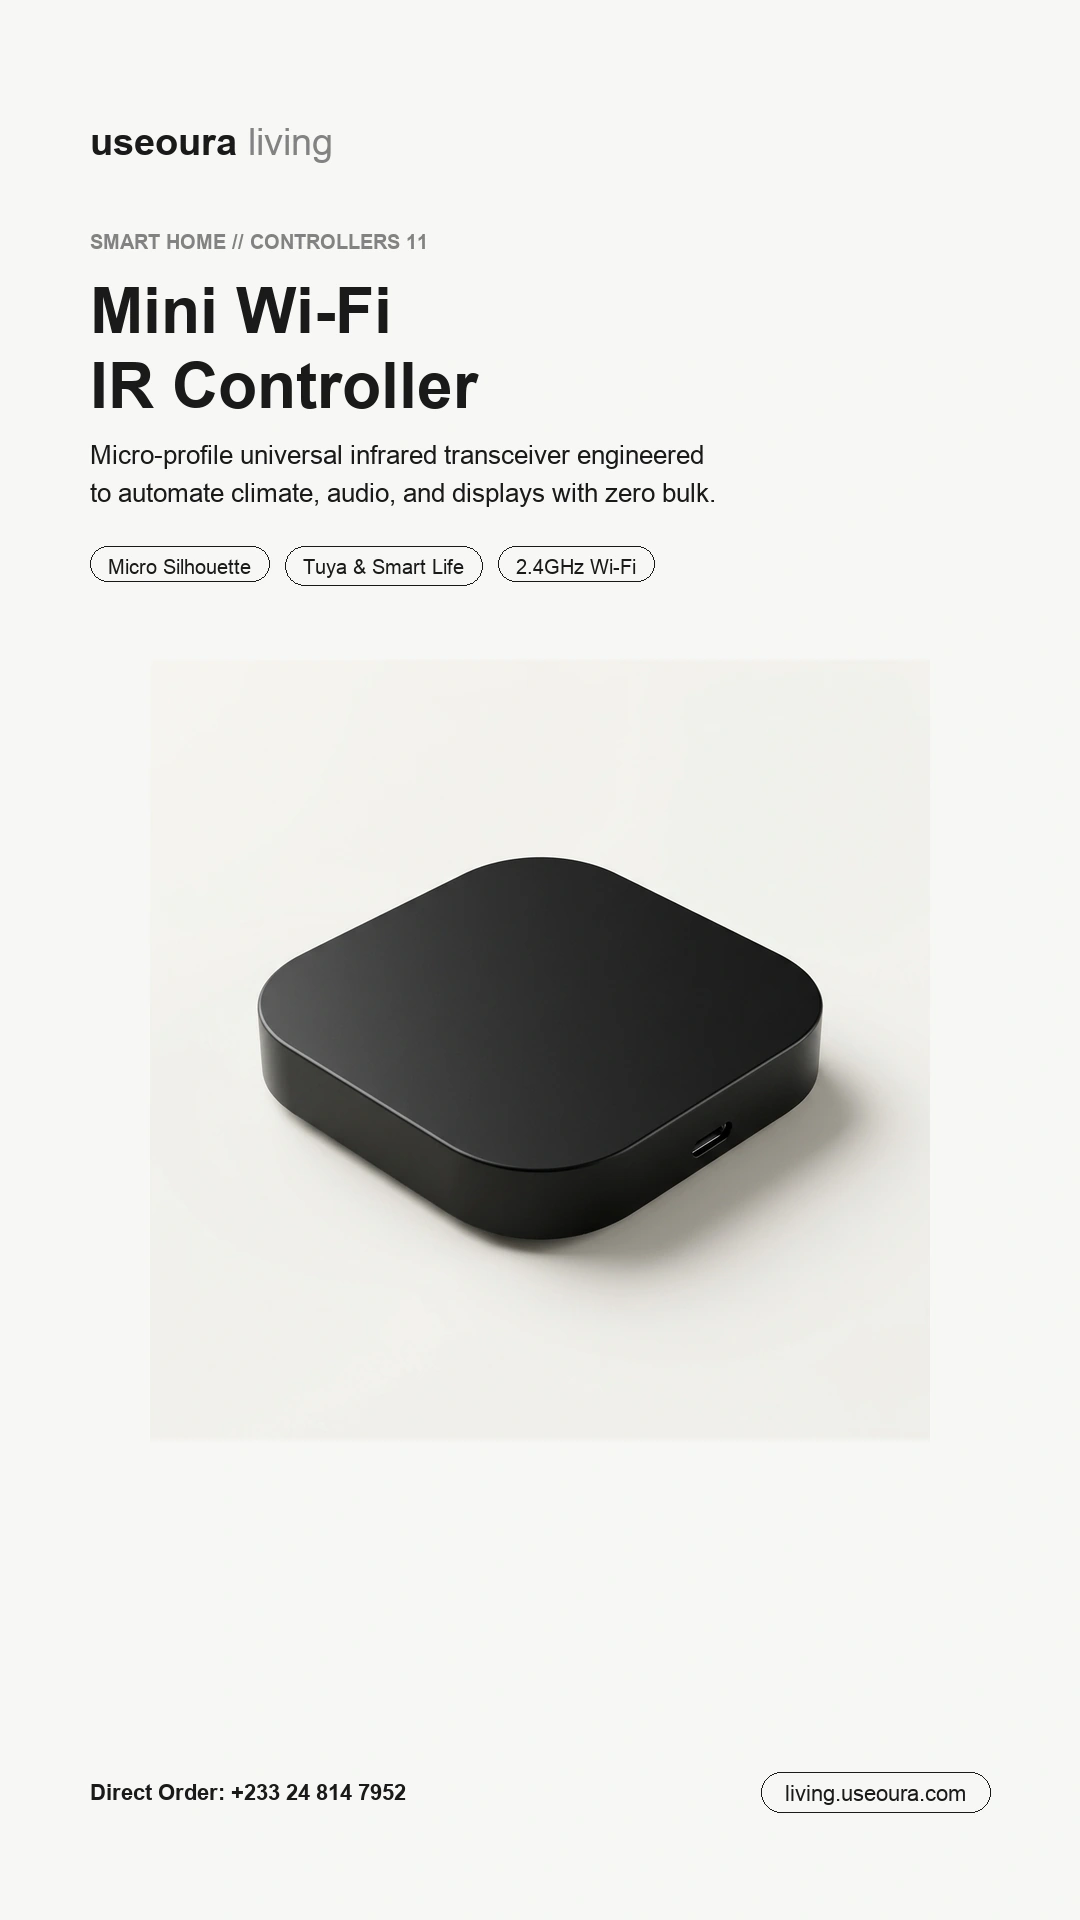 useoura living
SMART HOME // CONTROLLERS 11
Mini Wi-Fi
IR Controller
Micro-profile universal infrared transceiver engineered
to automate climate, audio, and displays with zero bulk.
Micro Silhouette
Tuya & Smart Life
2.4GHz Wi-Fi
Direct Order: +233 24 814 7952
living.useoura.com